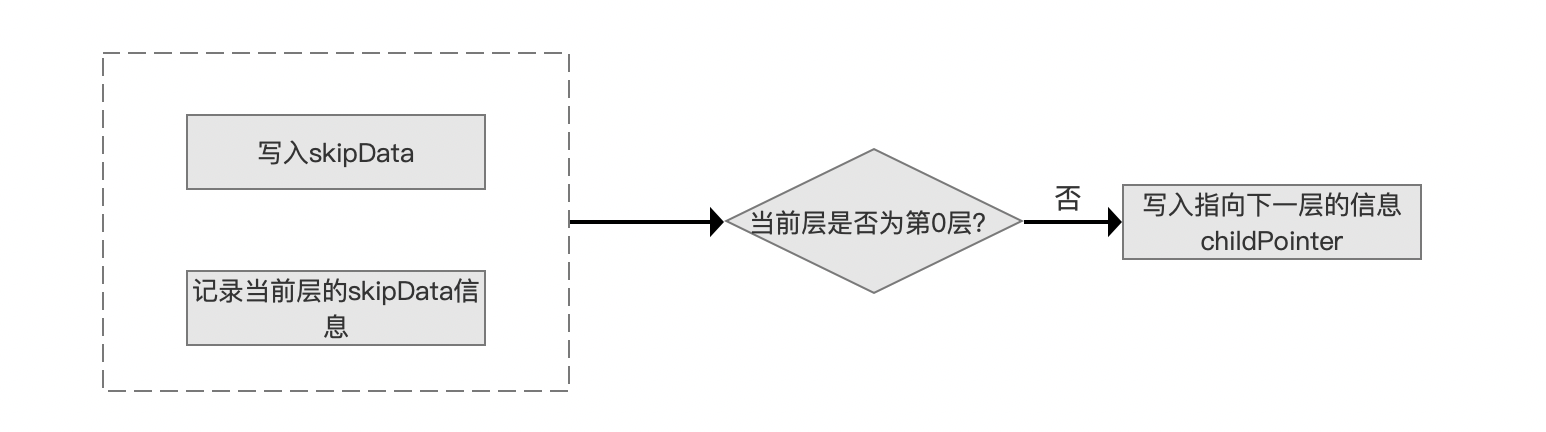 写入skipData
记录当前层的skipData信
息
当前层是否为第0层?
否
写入指向下一层的信息
childPointer